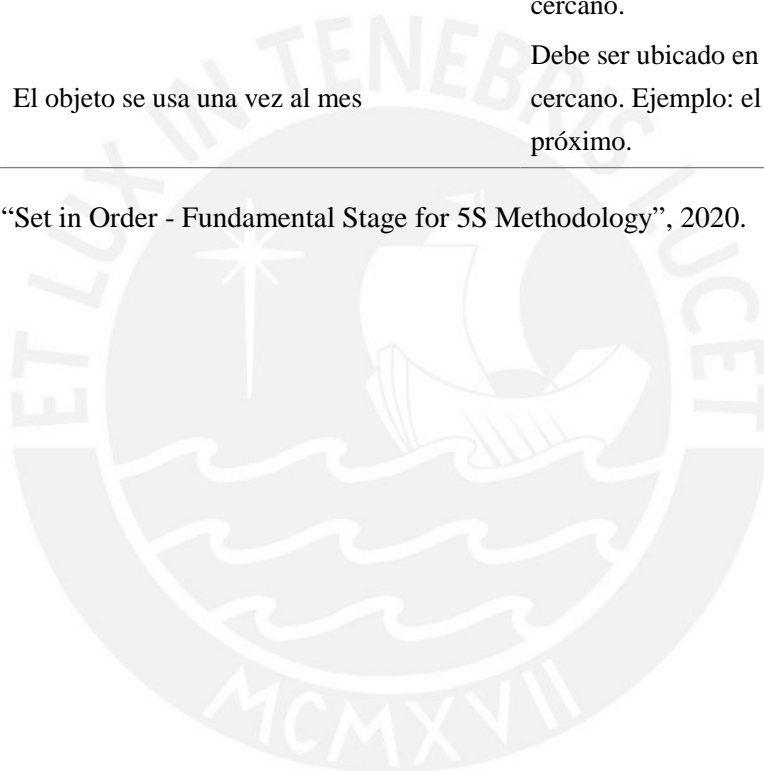 cercano.
Debe ser ubicado en
El objeto se usa una vez al mes
cercano. Ejemplo: el
próximo.
“Set in Order - Fundamental Stage for 5S Methodology”, 2020.
ET LUX IN TENEBRIS LUCET
MCMXVII